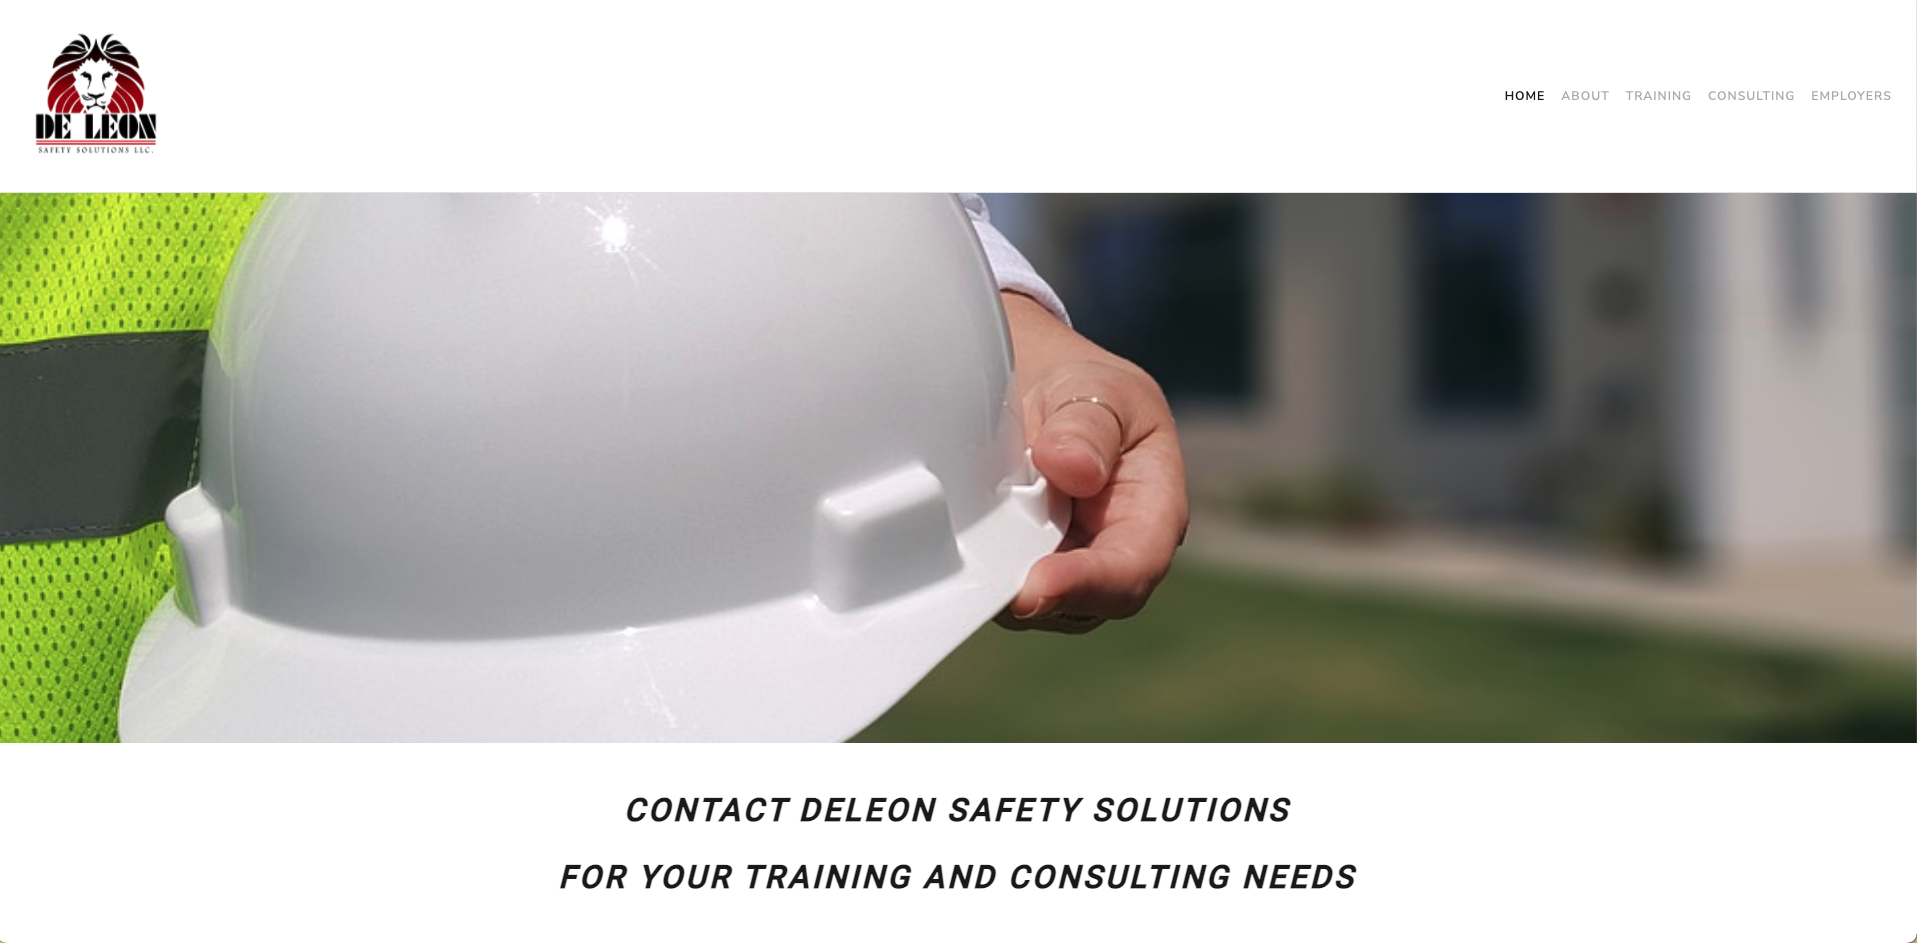 DE LEON
SAFETY SOLUTIONS LLC.
HOME ABOUT TRAINING CONSULTING EMPLOYERS
CONTACT DELEON SAFETY SOLUTIONS
FOR YOUR TRAINING AND CONSULTING NEEDS